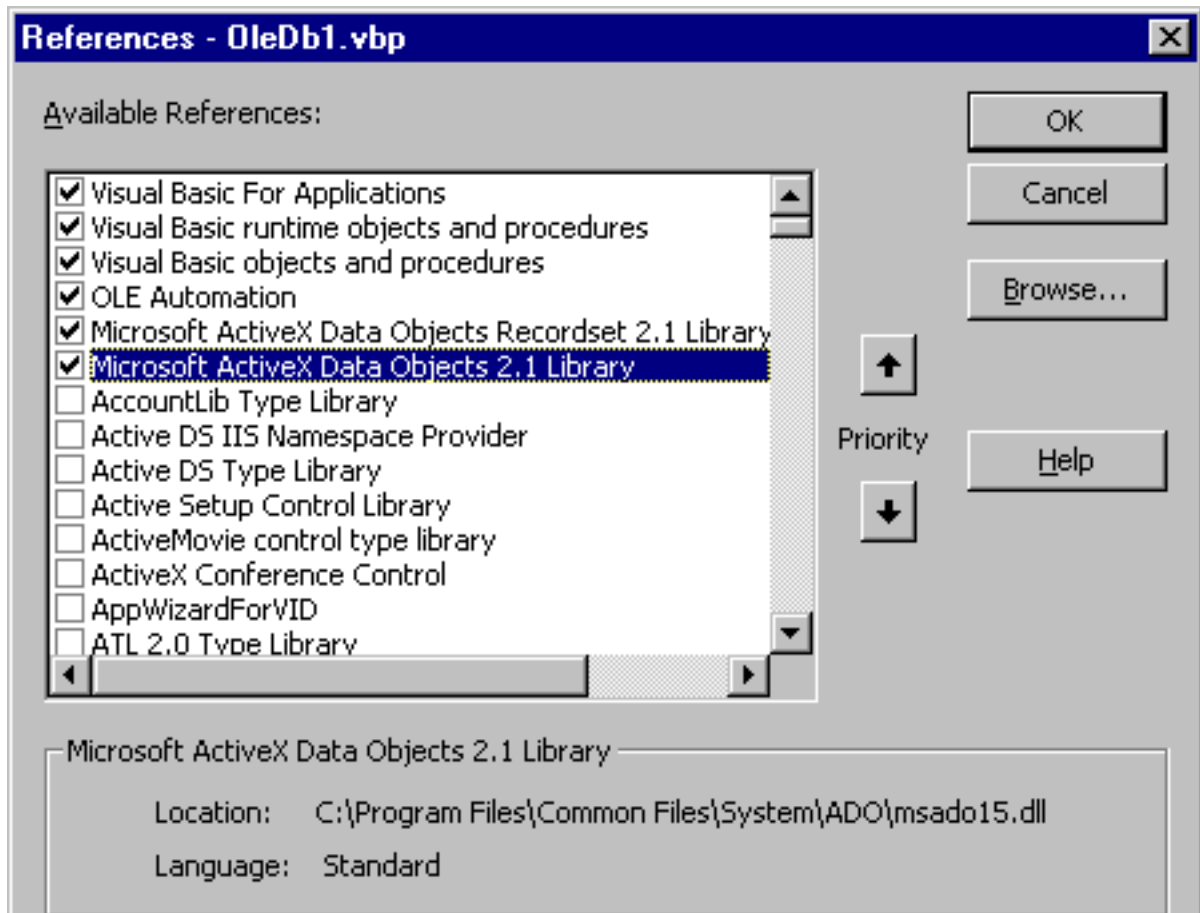 References - OleDb1.vbp
Available References:
OK
Cancel
Browse...
Visual Basic For Applications
Visual Basic runtime objects and procedures
Visual Basic objects and procedures
OLE Automation
Microsoft ActiveX Data Objects Recordset 2.1 Library
Microsoft ActiveX Data Objects 2.1 Library
AccountLib Type Library
Active DS IIS Namespace Provider
Active DS Type Library
Active Setup Control Library
ActiveMovie control type library
ActiveX Conference Control
AppWizardForVID
ATL 2.0 Type Library
Priority
Help
Microsoft ActiveX Data Objects 2.1 Library
Location: C:\Program Files\Common Files\System\ADO\msado15.dll
Language: Standard